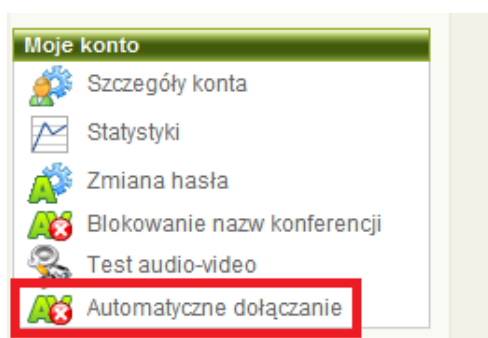 Moje konto
Szczegóły konta
Statystyki
Zmiana hasła
Blokowanie nazw konferencji
Test audio-video
Automatyczne dołączanie